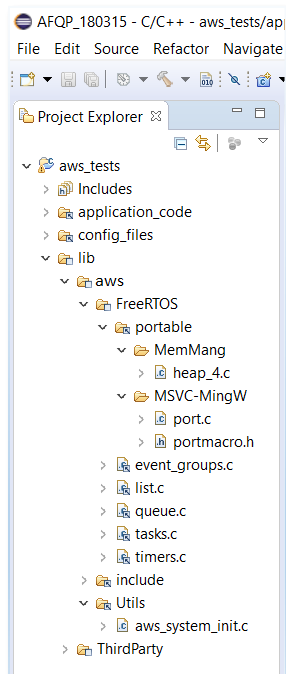 AFQP_180315 - C/C++ - aws_tests/app
File Edit Source Refactor Navigate
010
Project Explorer
aws_tests
Includes
application_code
config_files
lib
aws
FreeRTOS
portable
MemMang
heap_4.c
MSVC-MingW
port.c
portmacro.h
event_groups.c
list.c
queue.c
tasks.c
timers.c
include
Utils
aws_system_init.c
ThirdParty